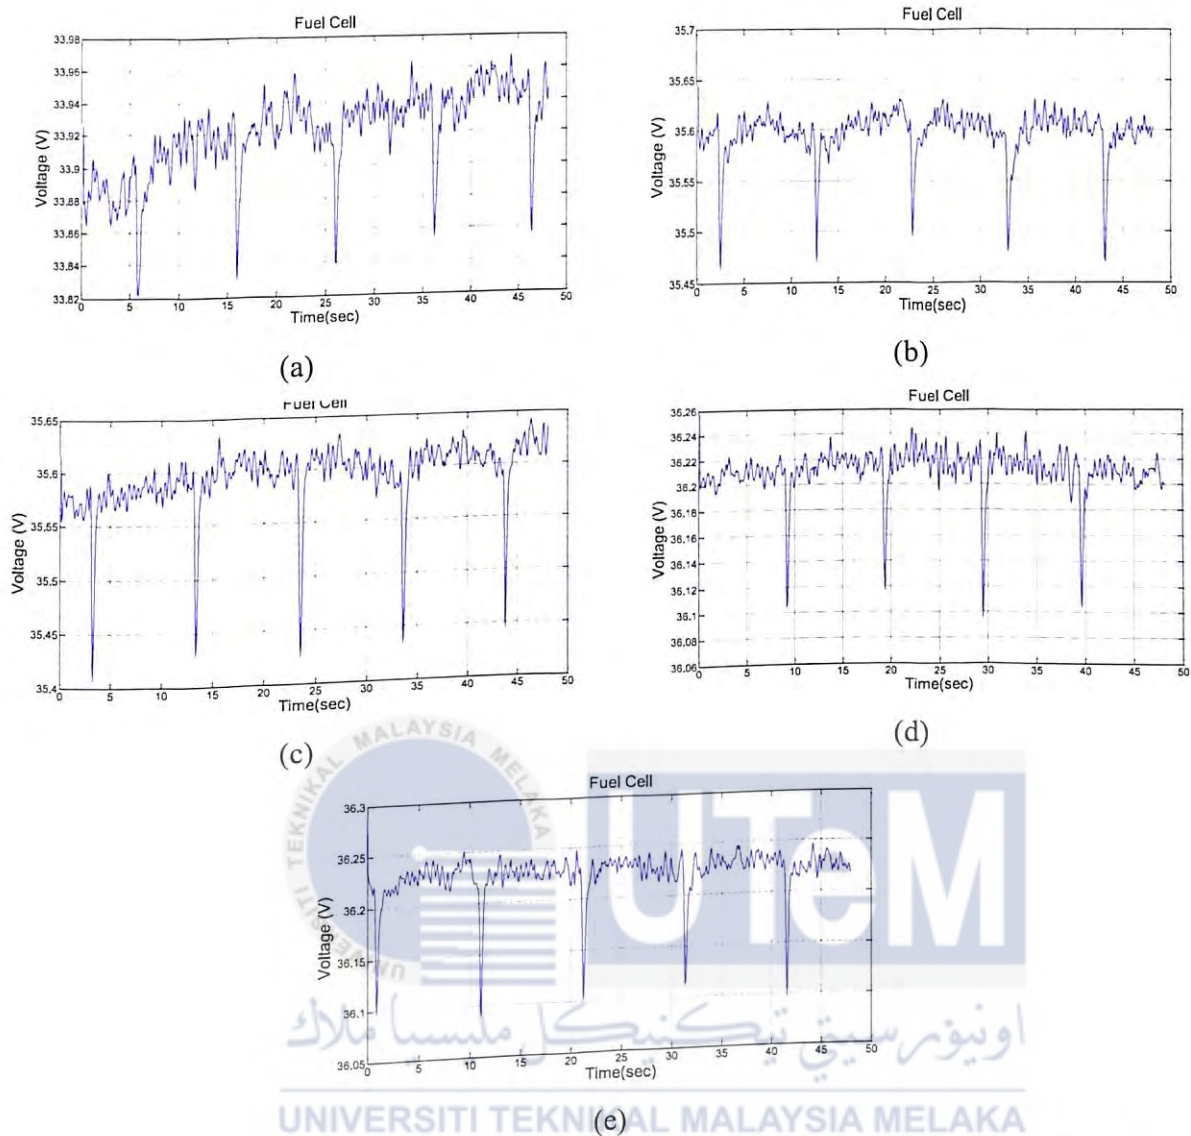 Fuel Cell
Voltage (V)
33.98
33.96
33.94
33.92
33.9
33.88
33.86
33.84
33.82
0 5 10 15 20 25 30 35 40 45 50
Time(sec)
(a)
Fuel Cell
Voltage (V)
35.7
35.65
35.6
35.55
35.5
35.45
0 5 10 15 20 25 30 35 40 45 50
Time(sec)
(b)
Fuel Cell
Voltage (V)
35.65
35.6
35.55
35.5
35.45
35.4
0 5 10 15 20 25 30 35 40 45 50
Time(sec)
(c)
Fuel Cell
Voltage (V)
36.26
36.24
36.22
36.2
36.18
36.16
36.14
36.12
36.1
36.08
36.06
0 5 10 15 20 25 30 35 40 45 50
Time(sec)
(d)
Fuel Cell
Voltage (V)
36.3
36.25
36.2
36.15
36.1
36.05
0 5 10 15 20 25 30 35 40 45 50
Time(sec)
(e)
UNIVERSITI TEKNIKAL MALAYSIA MELAKA
UTeM
اونيۏرسيتي تيكنيكل مليسيا ملاك
UNIVERSITI TEKNIKAL MALAYSIA MELAKA